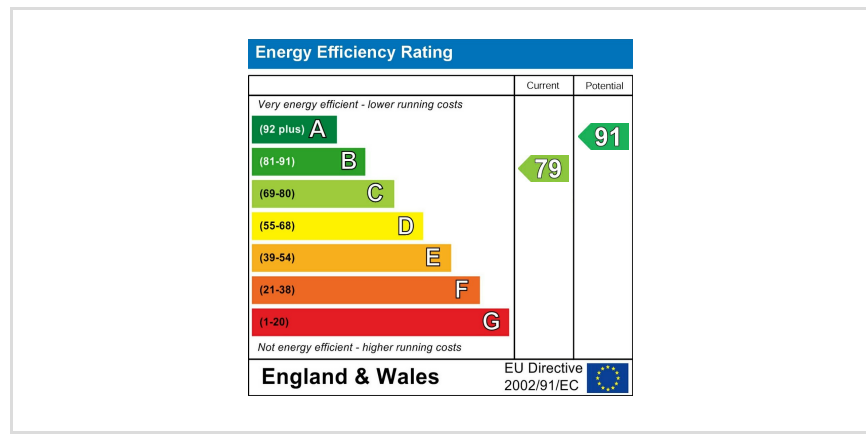 Energy Efficiency Rating
Current Potential
Very energy efficient - lower running costs
(92 plus) A
91
(81-91) B
79
(69-80) C
(55-68) D
(39-54) E
(21-38) F
(1-20) G
Not energy efficient - higher running costs
England & Wales
EU Directive
2002/91/EC